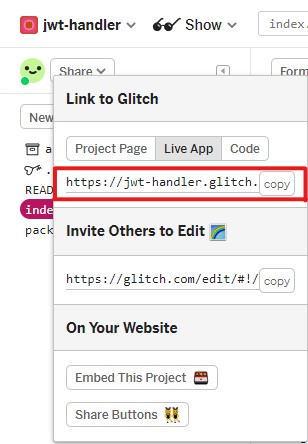 jwt-handler Show index.
Share Form
Link to Glitch
New
Project Page Live App Code
https://jwt-handler.glitch. copy
READ
inde
pack
Invite Others to Edit
https://glitch.com/edit/#!/ copy
On Your Website
Embed This Project
Share Buttons